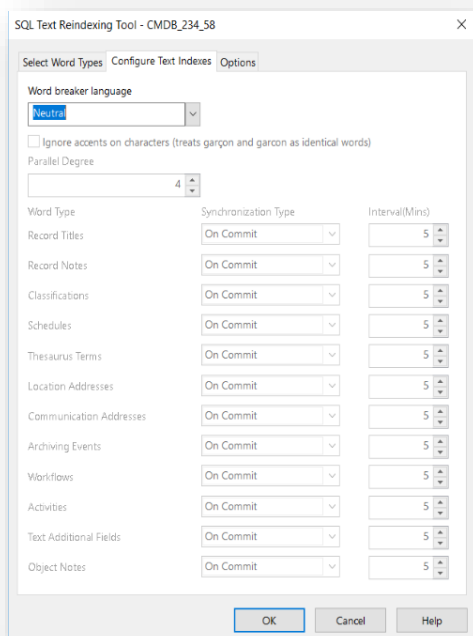 SQL Text Reindexing Tool - CMDB_234_58
Select Word Types Configure Text Indexes Options
Word breaker language
Neutral
Ignore accents on characters (treats garçon and garcon as identical words)
Parallel Degree
4
Word Type Synchronization Type Interval(Mins)
Record Titles On Commit 5
Record Notes On Commit 5
Classifications On Commit 5
Schedules On Commit 5
Thesaurus Terms On Commit 5
Location Addresses On Commit 5
Communication Addresses On Commit 5
Archiving Events On Commit 5
Workflows On Commit 5
Activities On Commit 5
Text Additional Fields On Commit 5
Object Notes On Commit 5
OK Cancel Help